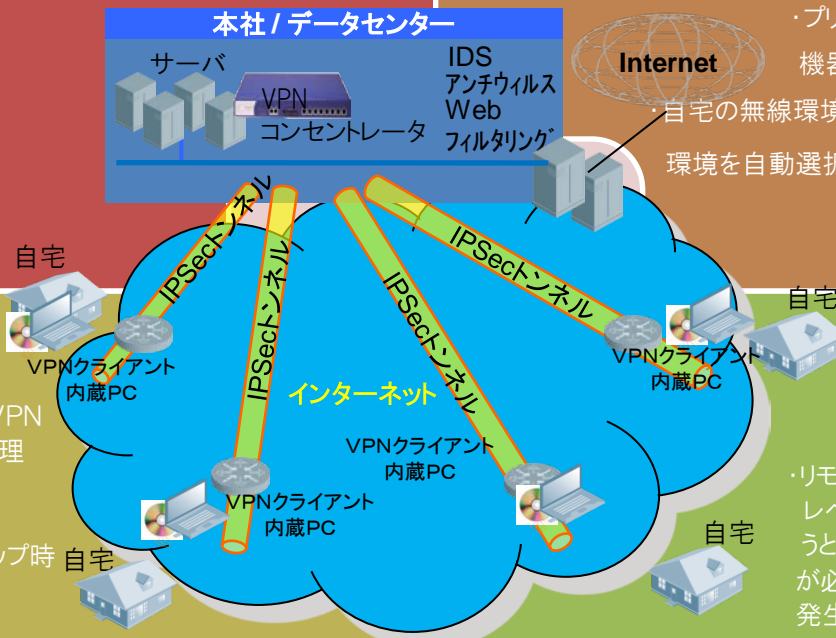 本社 / データセンター
サーバ
VPN
コンセントレータ
IDS
アンチウィルス
Web
フィルタリング
Internet
・プリ
機器
・自宅の無線環境
環境を自動選択
IPSecトンネル
IPSecトンネル
IPSecトンネル
IPSecトンネル
自宅
VPNクライアント
内蔵PC
自宅
VPNクライアント
内蔵PC
インターネット
VPN
理
VPNクライアント
内蔵PC
VPNクライアント
内蔵PC
ップ時
自宅
自宅
・リモ
レベ
うと
が必
発生